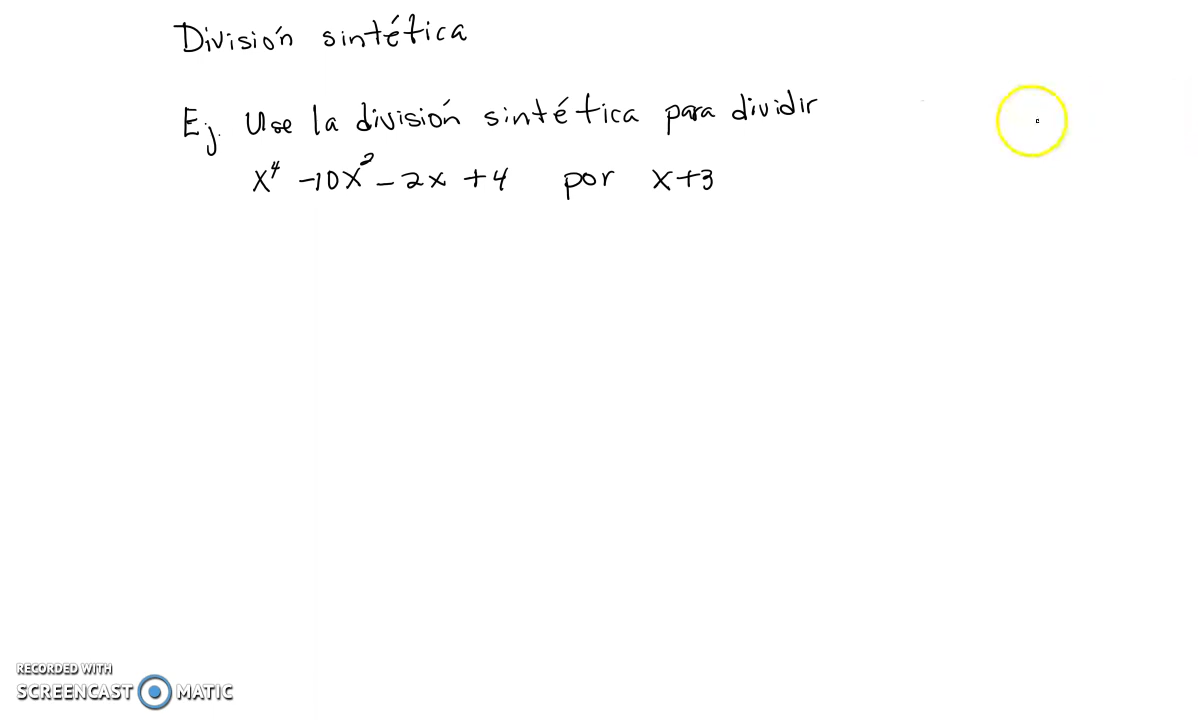 División sintética
Ej. Use la división sintética para dividir
x⁴ -10x² -2x +4 por x+3
RECORDED WITH
SCREENCAST MATIC